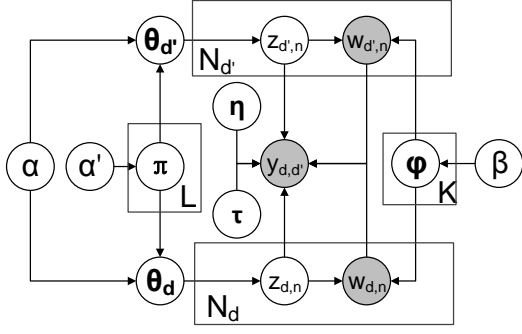 θd' zd',n wd',n
Nd'
η
α α' π yd,d' φ β
L K
τ
θd zd,n wd,n
Nd